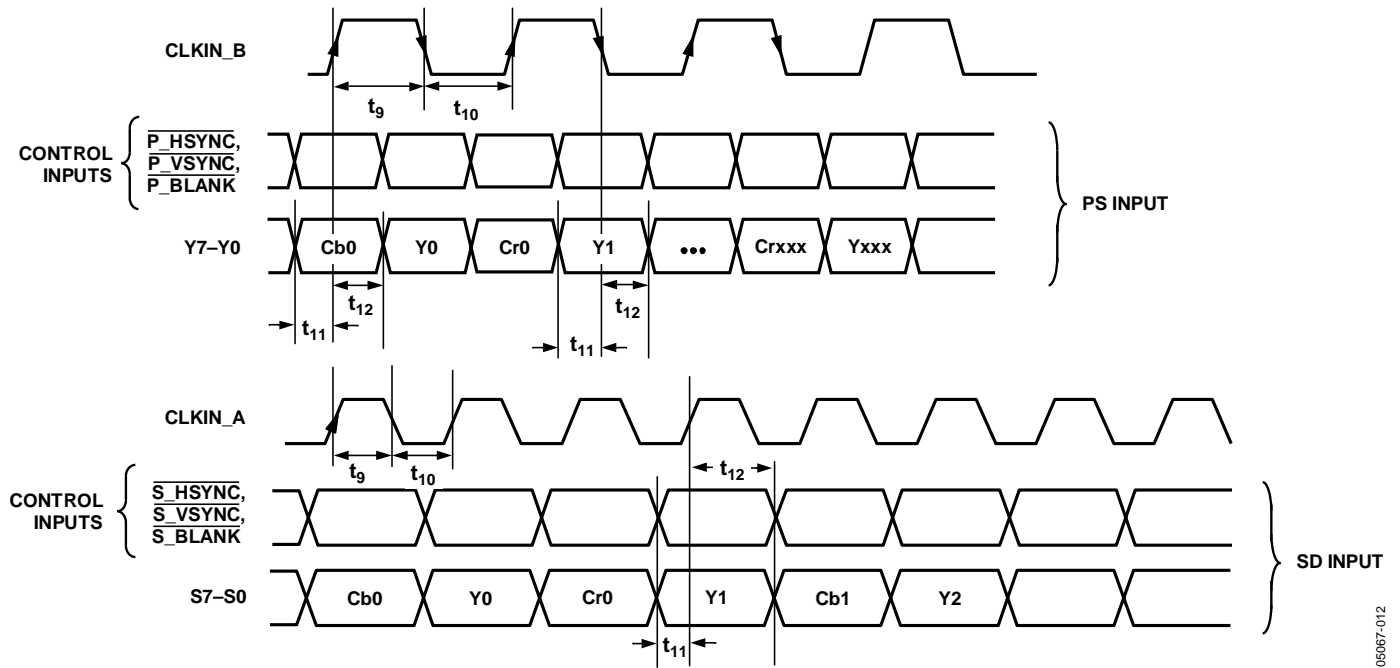 CLKIN_B
t9
t10
CONTROL
INPUTS
P_HSYNC,
P_VSYNC,
P_BLANK
PS INPUT
Y7–Y0
Cb0
Y0
Cr0
Y1
•••
Crxxx
Yxxx
t12
t12
t11
t11
CLKIN_A
t9
t10
t12
CONTROL
INPUTS
S_HSYNC,
S_VSYNC,
S_BLANK
SD INPUT
S7–S0
Cb0
Y0
Cr0
Y1
Cb1
Y2
t11
05067-012